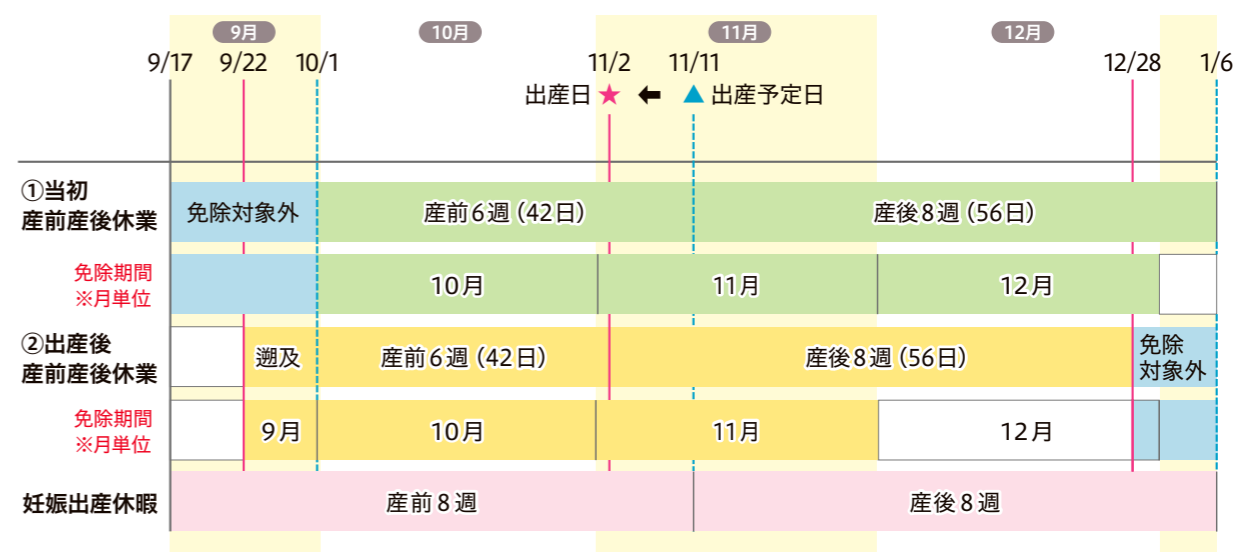 9月 10月 11月 12月
9/17 9/22 10/1 11/2 11/11 12/28 1/6
出産日 ★ ← ▲ 出産予定日
①当初
産前産後休業
免除対象外 産前6週(42日) 産後8週(56日)
免除期間
※月単位
10月 11月 12月
②出産後
産前産後休業
遡及 産前6週(42日) 産後8週(56日)
免除
対象外
免除期間
※月単位
9月 10月 11月 12月
妊娠出産休暇 産前8週 産後8週